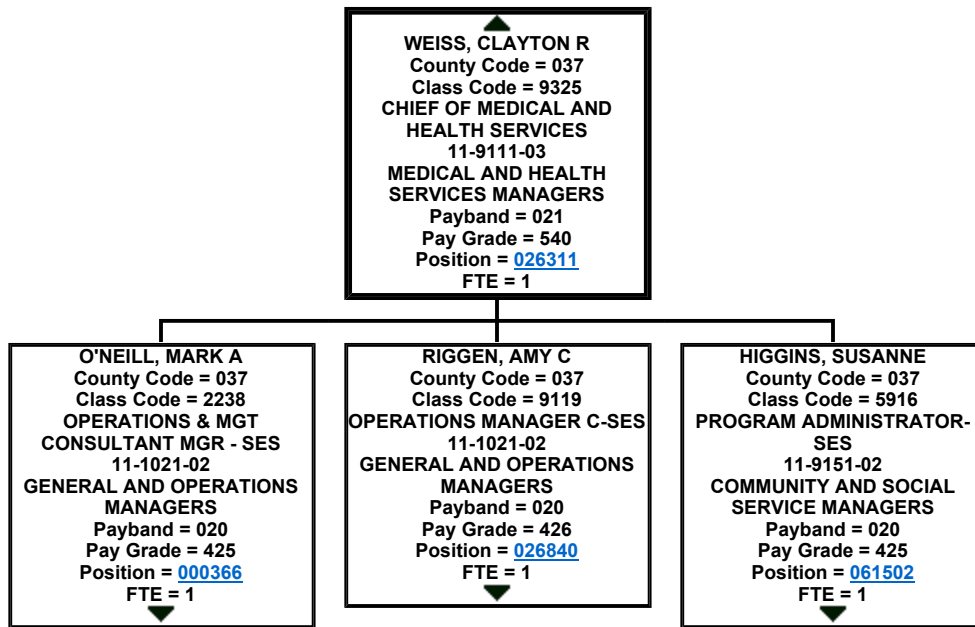 WEISS, CLAYTON R
County Code = 037
Class Code = 9325
CHIEF OF MEDICAL AND
HEALTH SERVICES
11-9111-03
MEDICAL AND HEALTH
SERVICES MANAGERS
Payband = 021
Pay Grade = 540
Position = 026311
FTE = 1
O'NEILL, MARK A
County Code = 037
Class Code = 2238
OPERATIONS & MGT
CONSULTANT MGR - SES
11-1021-02
GENERAL AND OPERATIONS
MANAGERS
Payband = 020
Pay Grade = 425
Position = 000366
FTE = 1
RIGGEN, AMY C
County Code = 037
Class Code = 9119
OPERATIONS MANAGER C-SES
11-1021-02
GENERAL AND OPERATIONS
MANAGERS
Payband = 020
Pay Grade = 426
Position = 026840
FTE = 1
HIGGINS, SUSANNE
County Code = 037
Class Code = 5916
PROGRAM ADMINISTRATOR-
SES
11-9151-02
COMMUNITY AND SOCIAL
SERVICE MANAGERS
Payband = 020
Pay Grade = 425
Position = 061502
FTE = 1